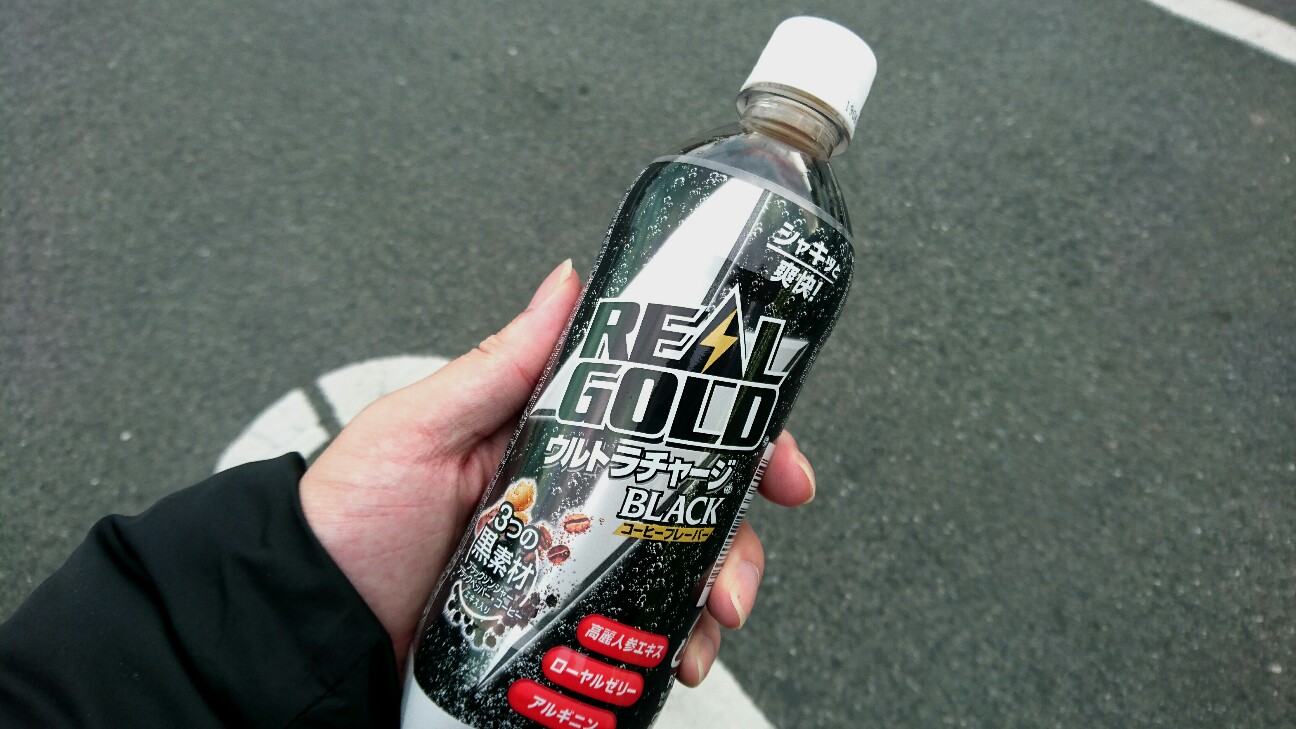 シャキッと
爽快!
REAL
GOLD
ウルトラチャージ
BLACK
コーヒーフレーバー
3つの
黒素材
高麗人参エキス
ローヤルゼリー
アルギニン